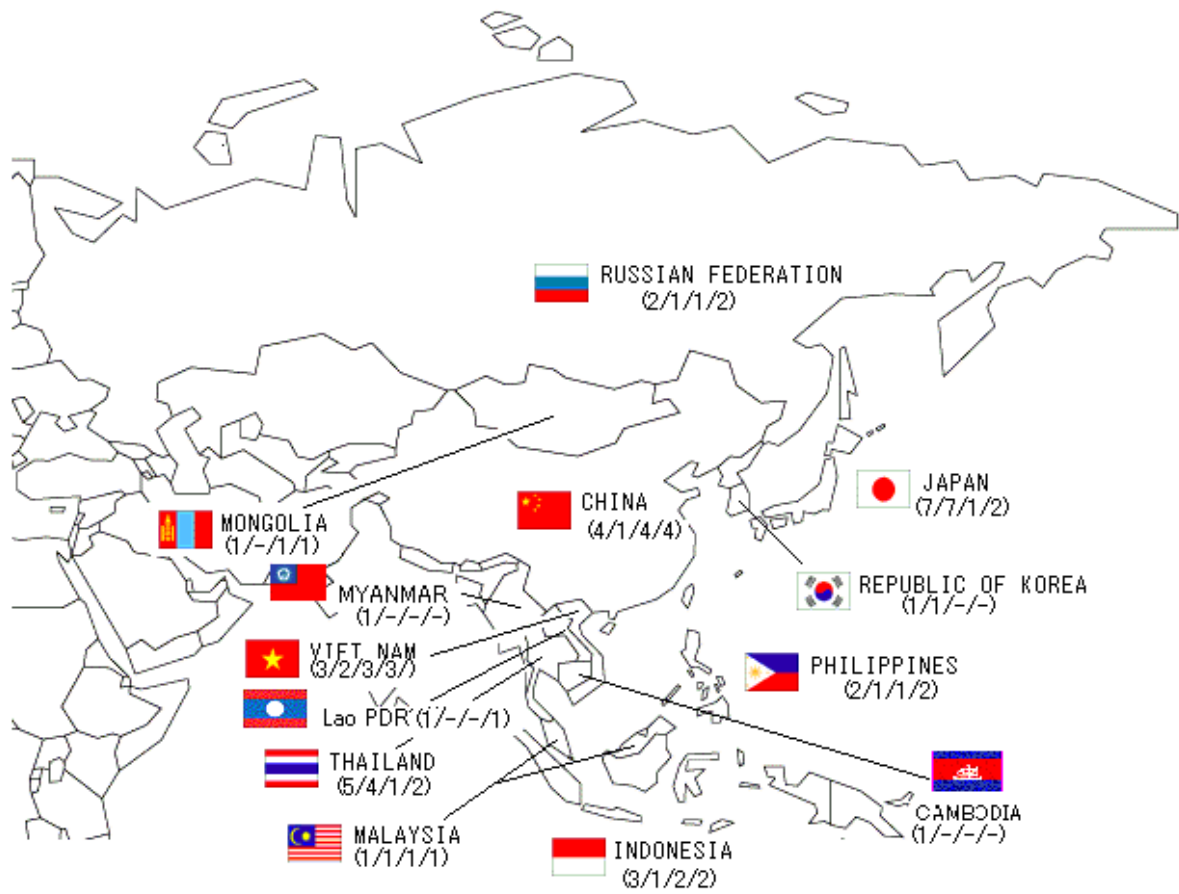 RUSSIAN FEDERATION
(2/1/1/2)
JAPAN
(7/7/1/2)
CHINA
(4/1/4/4)
MONGOLIA
(1/-/1/1)
REPUBLIC OF KOREA
(1/1/-/-)
MYANMAR
(1/-/-/-)
VIET NAM
(3/2/3/3/)
PHILIPPINES
(2/1/1/2)
Lao PDR (1/-/-/1)
THAILAND
(5/4/1/2)
CAMBODIA
(1/-/-/-)
MALAYSIA
(1/1/1/1)
INDONESIA
(3/1/2/2)